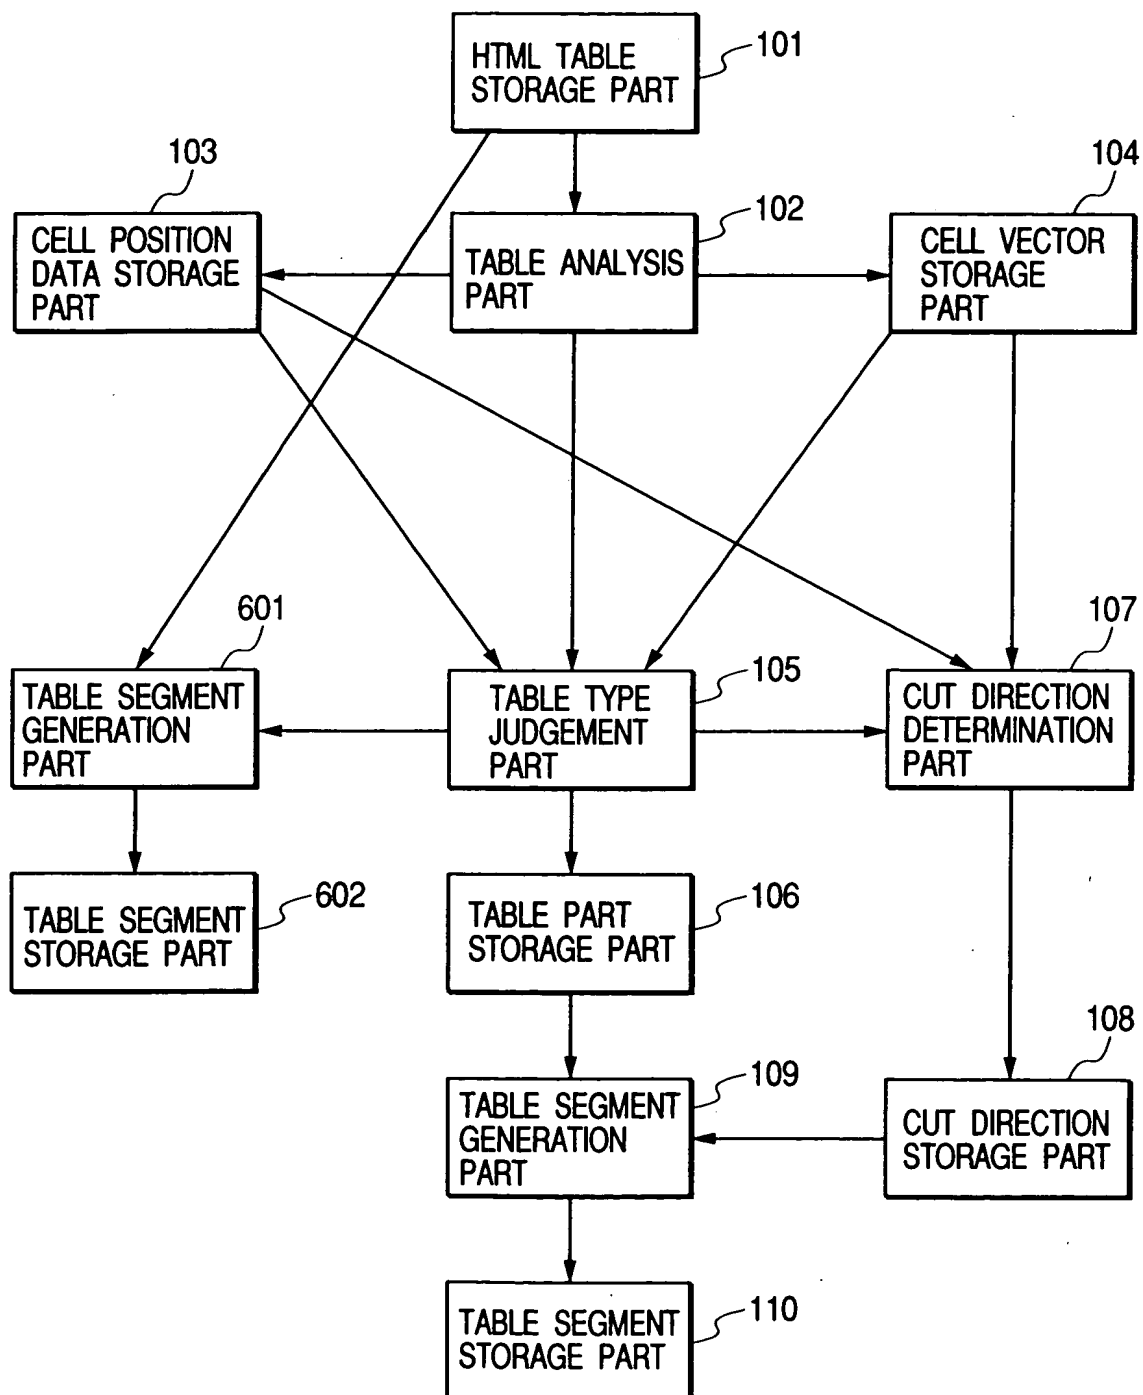 HTML TABLE
STORAGE PART
101
103
104
CELL POSITION
DATA STORAGE
PART
102
TABLE ANALYSIS
PART
CELL VECTOR
STORAGE
PART
601
107
TABLE SEGMENT
GENERATION
PART
105
TABLE TYPE
JUDGEMENT
PART
CUT DIRECTION
DETERMINATION
PART
602
TABLE SEGMENT
STORAGE PART
106
TABLE PART
STORAGE PART
108
109
TABLE SEGMENT
GENERATION
PART
CUT DIRECTION
STORAGE PART
110
TABLE SEGMENT
STORAGE PART